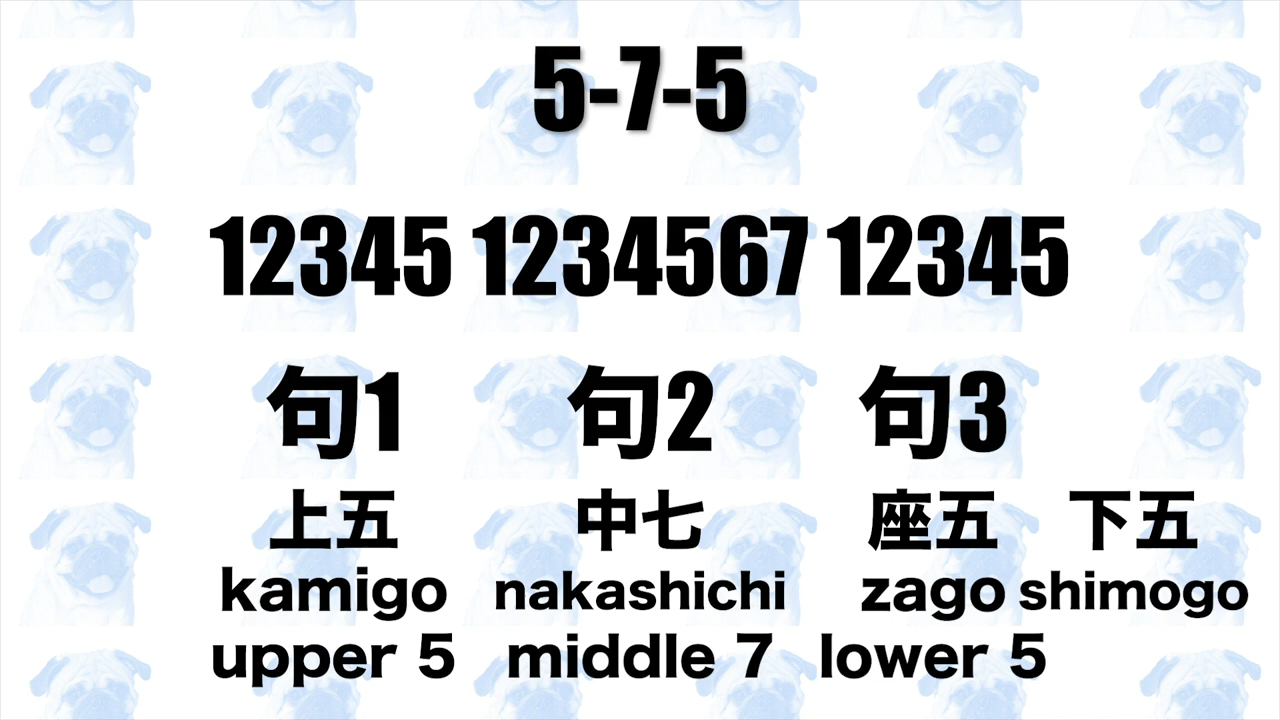 5-7-5
12345 1234567 12345
句1 句2 句3
上五 中七 座五 下五
kamigo nakashichi zago shimogo
upper 5 middle 7 lower 5